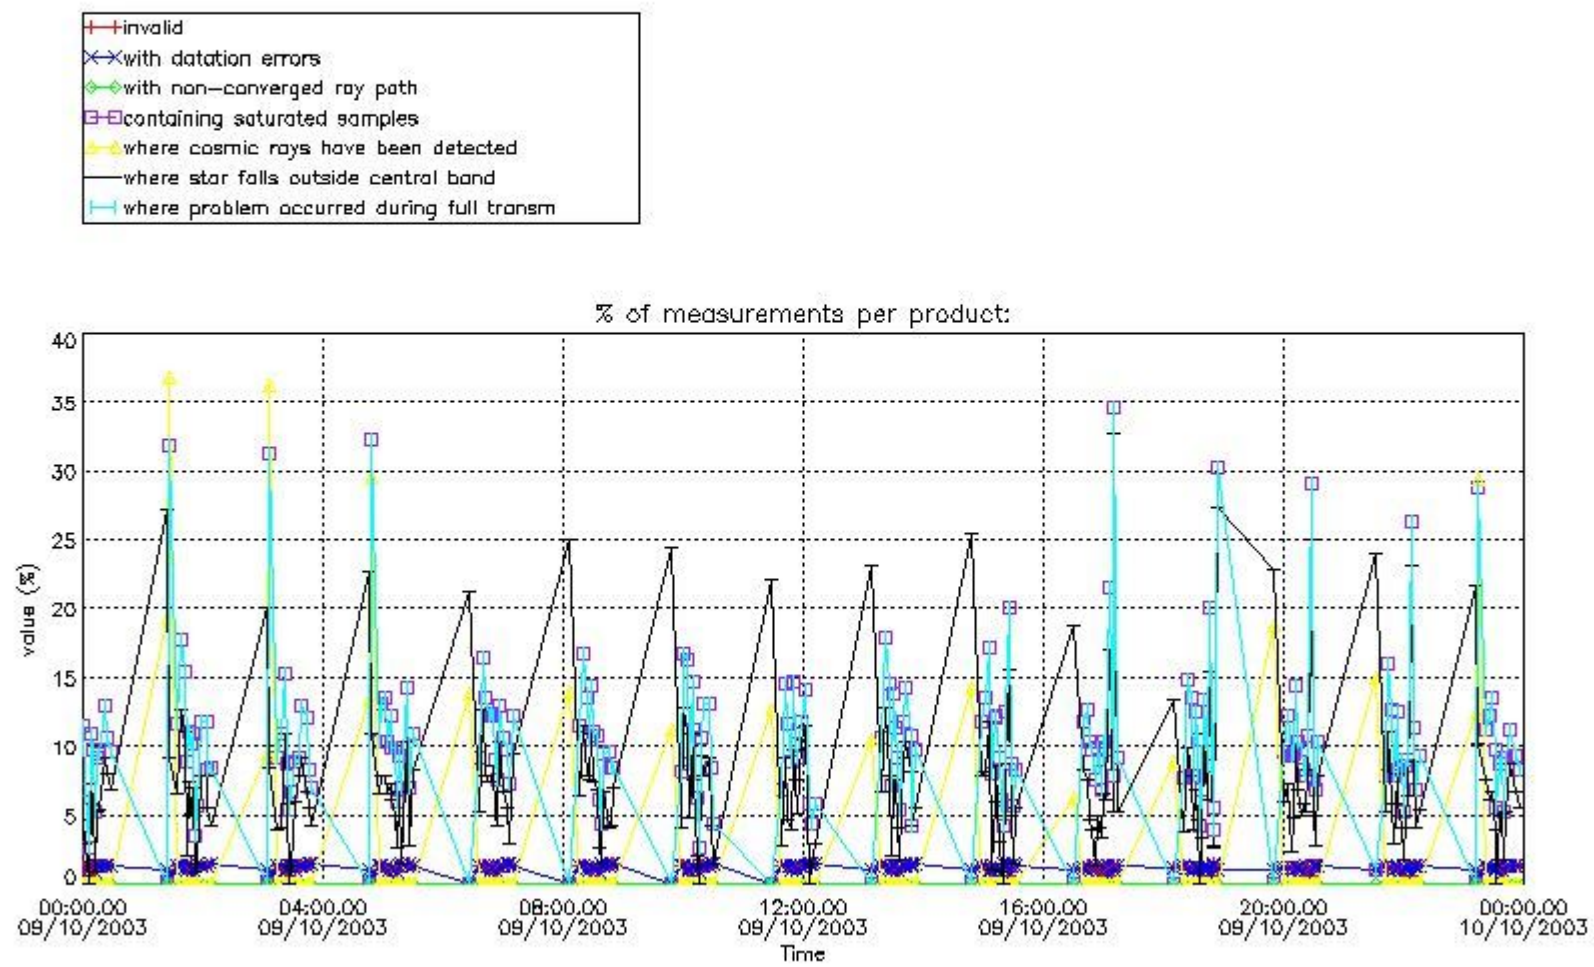 invalid
with datation errors
with non-converged ray path
containing saturated samples
where cosmic rays have been detected
where star falls outside central band
where problem occurred during full transm
% of measurements per product:
40
35
30
25
20
15
10
5
0
value (%)
00:00:00 04:00:00 08:00:00 12:00:00 16:00:00 20:00:00 00:00:00
09/10/2003 09/10/2003 09/10/2003 09/10/2003 09/10/2003 09/10/2003 10/10/2003
Time